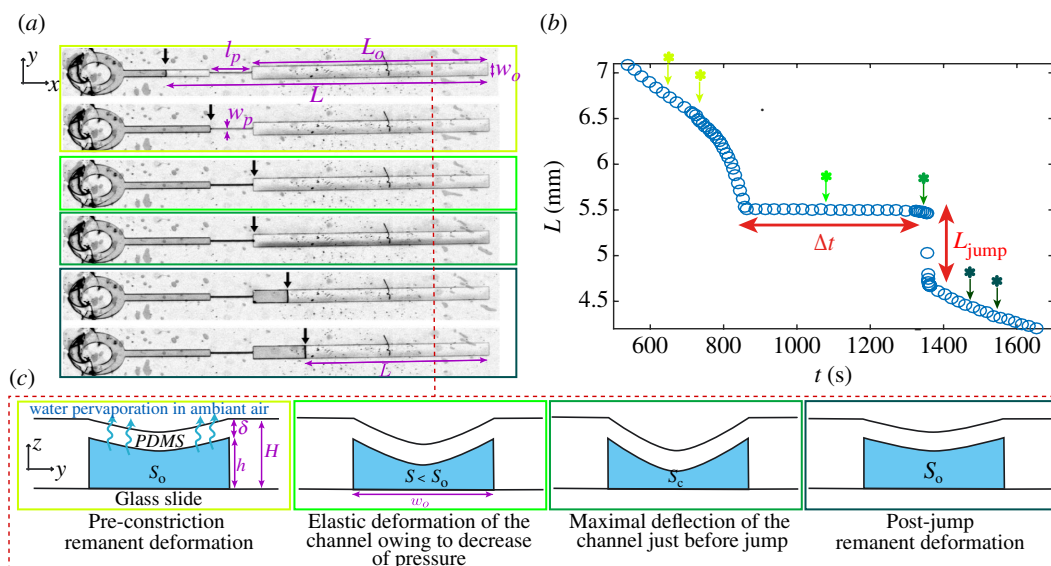 (a)
y
x
l_p
L_o
w_o
L
w_p
L
(b)
7
6.5
6
5.5
5
4.5
L (mm)
Δt
L_jump
600 800 1000 1200 1400 1600
t (s)
(c)
water pervaporation in ambiant air
PDMS
δ
H
h
z
y
S_o
Glass slide
Pre-constriction
remanent deformation
S < S_o
w_o
Elastic deformation of the
channel owing to decrease
of pressure
S_c
Maximal deflection of the
channel just before jump
S_o
Post-jump
remanent deformation